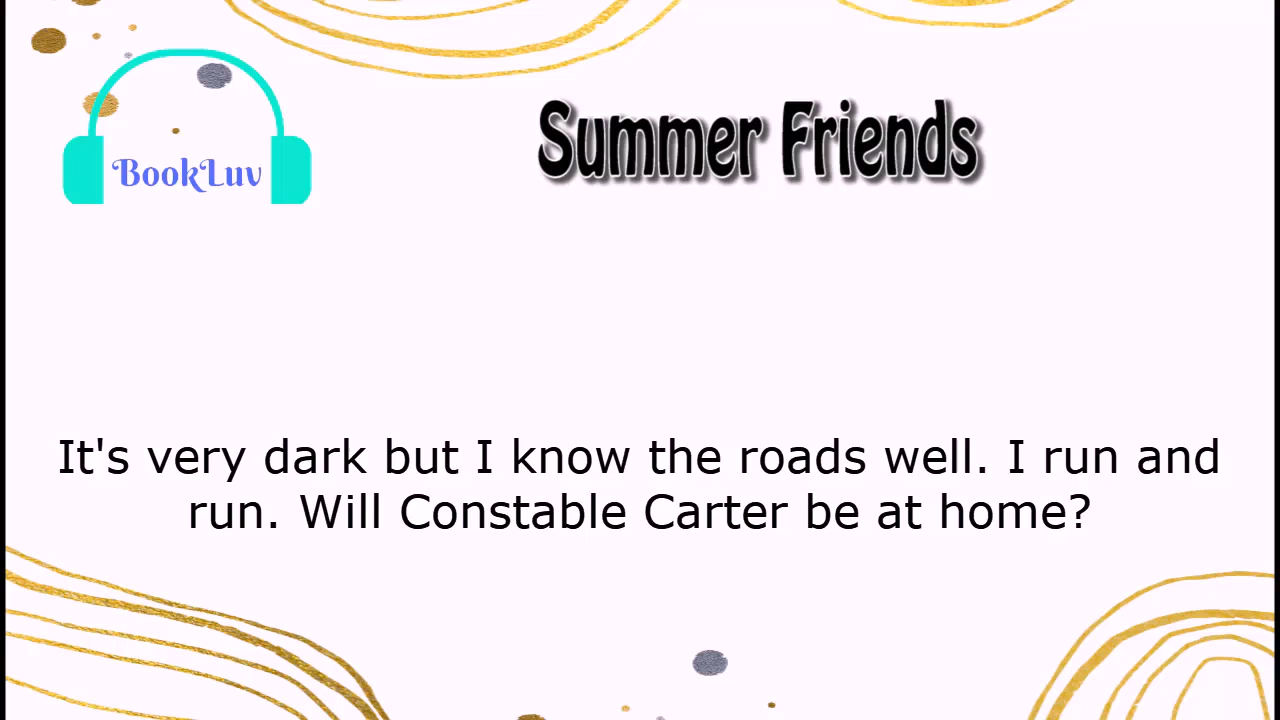 Summer Friends
BookLuv
It's very dark but I know the roads well. I run and
run. Will Constable Carter be at home?